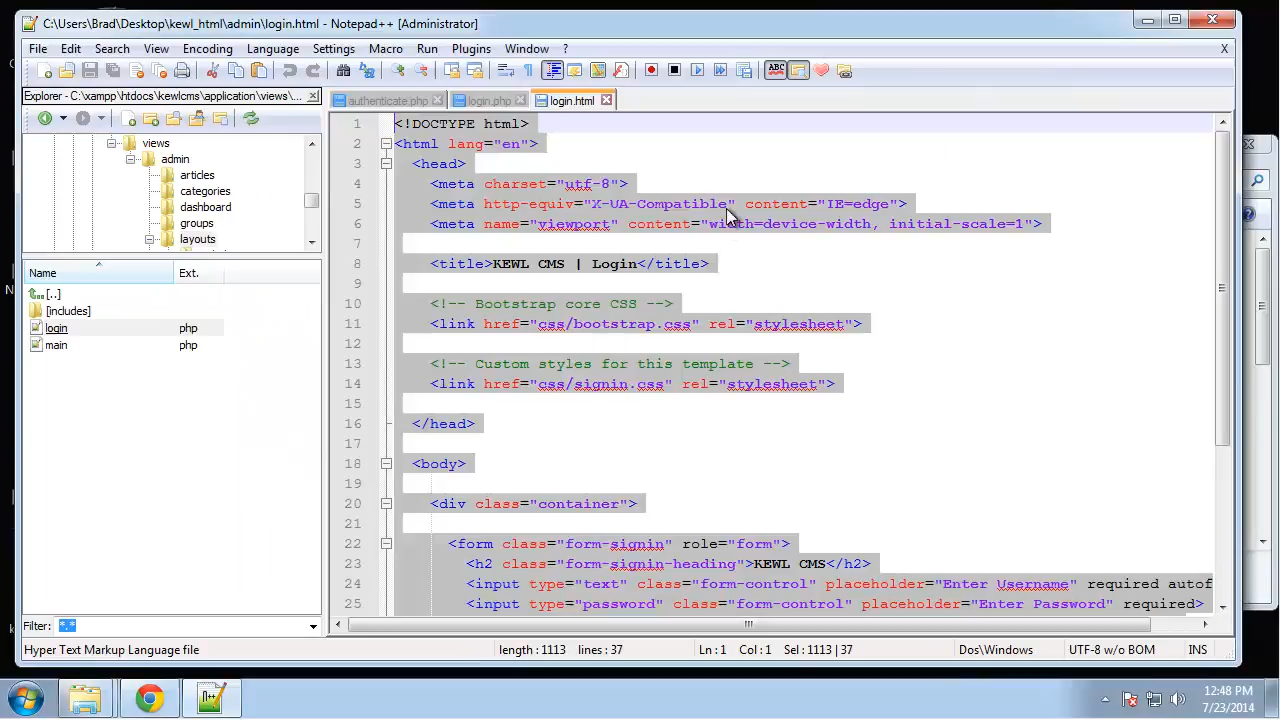 C:\Users\Brad\Desktop\kewl_html\admin\login.html - Notepad++ [Administrator]
File Edit Search View Encoding Language Settings Macro Run Plugins Window ? X
Explorer - C:\xampp\htdocs\kewlcms\application\views\...
authenticate.php login.php login.html
views
admin
articles
categories
dashboard
groups
layouts
Name Ext.
[..]
[includes]
login php
main php
Filter: *.*
1 <!DOCTYPE html>
2 <html lang="en">
3 <head>
4 <meta charset="utf-8">
5 <meta http-equiv="X-UA-Compatible" content="IE=edge">
6 <meta name="viewport" content="width=device-width, initial-scale=1">
7
8 <title>KEWL CMS | Login</title>
9
10 <!-- Bootstrap core CSS -->
11 <link href="css/bootstrap.css" rel="stylesheet">
12
13 <!-- Custom styles for this template -->
14 <link href="css/signin.css" rel="stylesheet">
15
16 </head>
17
18 <body>
19
20 <div class="container">
21
22 <form class="form-signin" role="form">
23 <h2 class="form-signin-heading">KEWL CMS</h2>
24 <input type="text" class="form-control" placeholder="Enter Username" required autof
25 <input type="password" class="form-control" placeholder="Enter Password" required>
Hyper Text Markup Language file length : 1113 lines : 37 Ln : 1 Col : 1 Sel : 1113 | 37 Dos\Windows UTF-8 w/o BOM INS
12:48 PM
7/23/2014